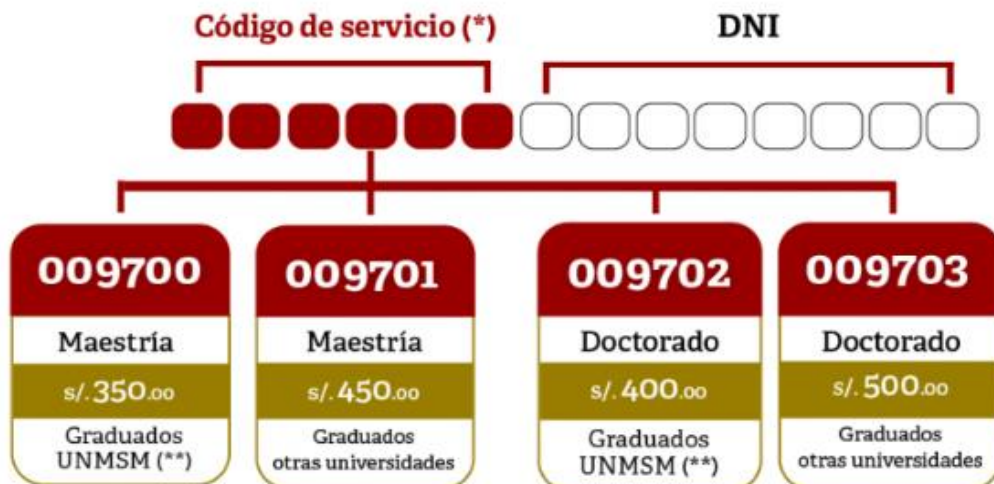 Código de servicio (*)
DNI
009700
Maestría
s/.350.00
Graduados
UNMSM (**)
009701
Maestría
s/.450.00
Graduados
otras universidades
009702
Doctorado
s/.400.00
Graduados
UNMSM (**)
009703
Doctorado
s/.500.00
Graduados
otras universidades